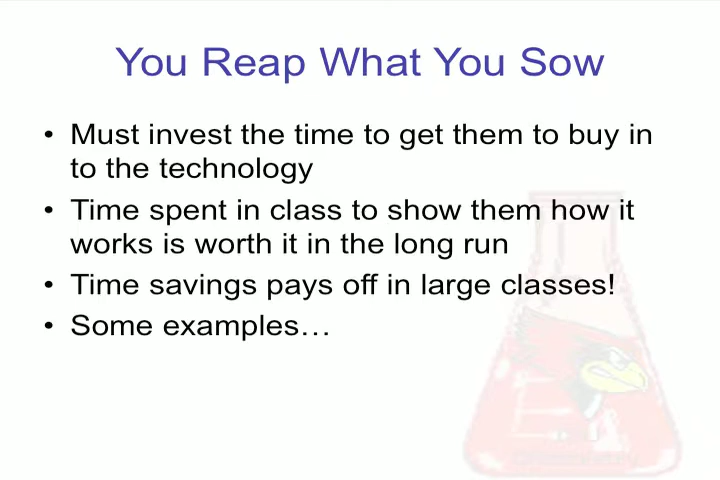 You Reap What You Sow
• Must invest the time to get them to buy in
to the technology
• Time spent in class to show them how it
works is worth it in the long run
• Time savings pays off in large classes!
• Some examples…